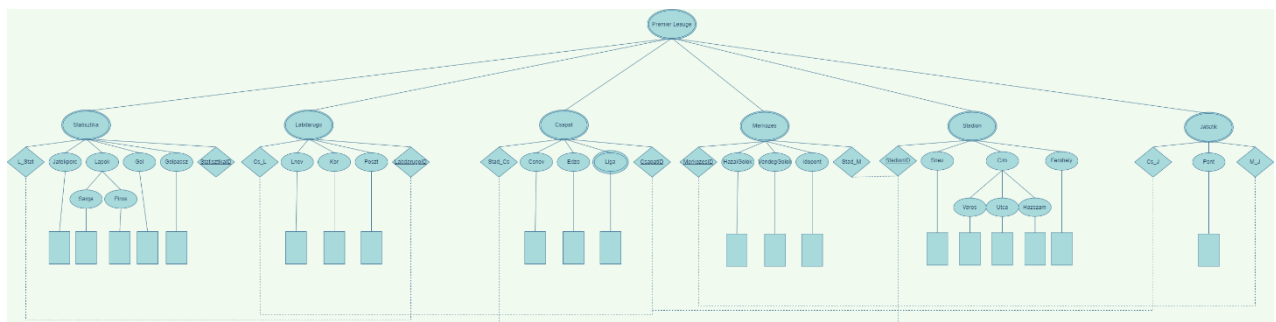 Premier League
Statisztika
Labdarugo
Csapat
Merkozes
Stadion
Jatszik
L_Stat
Jatekperc
Lapok
Gol
Golpassz
StatisztikaID
Cs_L
Lnev
Kor
Poszt
LabdarugoID
Stad_Cs
Csnev
Edzo
Liga
CsapatID
MerkozesID
HazaiGolok
VendegGolok
Idopont
Stad_M
StadionID
Snev
Cim
Ferohely
Cs_J
Pont
M_J
Sarga
Piros
Varos
Utca
Hazszam